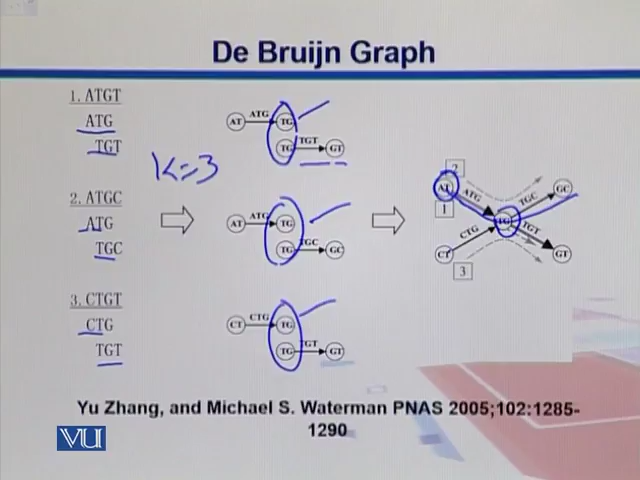 De Bruijn Graph
1. ATGT
ATG
TGT
K=3
2. ATGC
ATG
TGC
3. CTGT
CTG
TGT
AT ATG TG
TG TGT GT
AT ATG TG
TG TGC GC
CT CTG TG
TG TGT GT
2
AT ATG TGC GC
1
TG
CTG TGT
CT GT
3
Yu Zhang, and Michael S. Waterman PNAS 2005;102:1285-
1290
VU